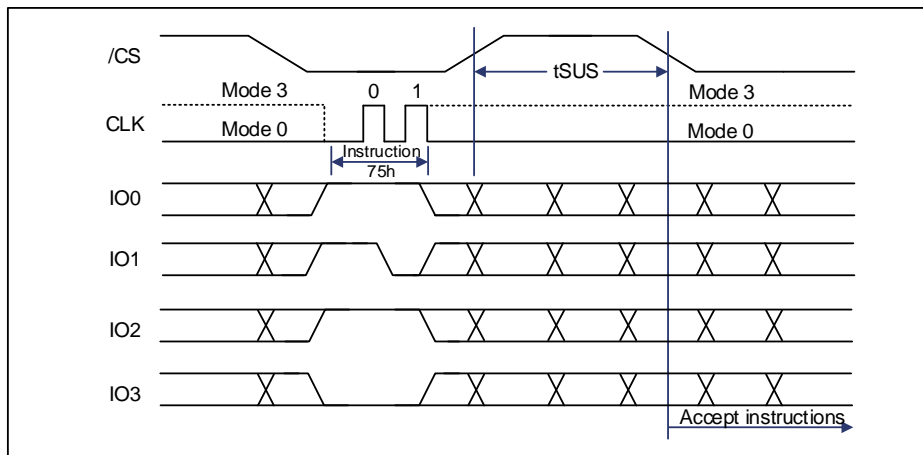 /CS
tSUS
Mode 3
0
1
Mode 3
CLK
Mode 0
Mode 0
Instruction
75h
IO0
IO1
IO2
IO3
Accept instructions